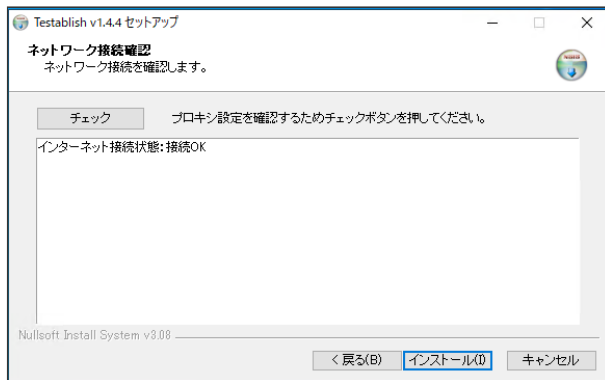 Testablish v1.4.4 セットアップ
ネットワーク接続確認
ネットワーク接続を確認します。
チェック
プロキシ設定を確認するためチェックボタンを押してください。
インターネット接続状態:接続OK
Nullsoft Install System v3.08
< 戻る(B)
インストール(I)
キャンセル